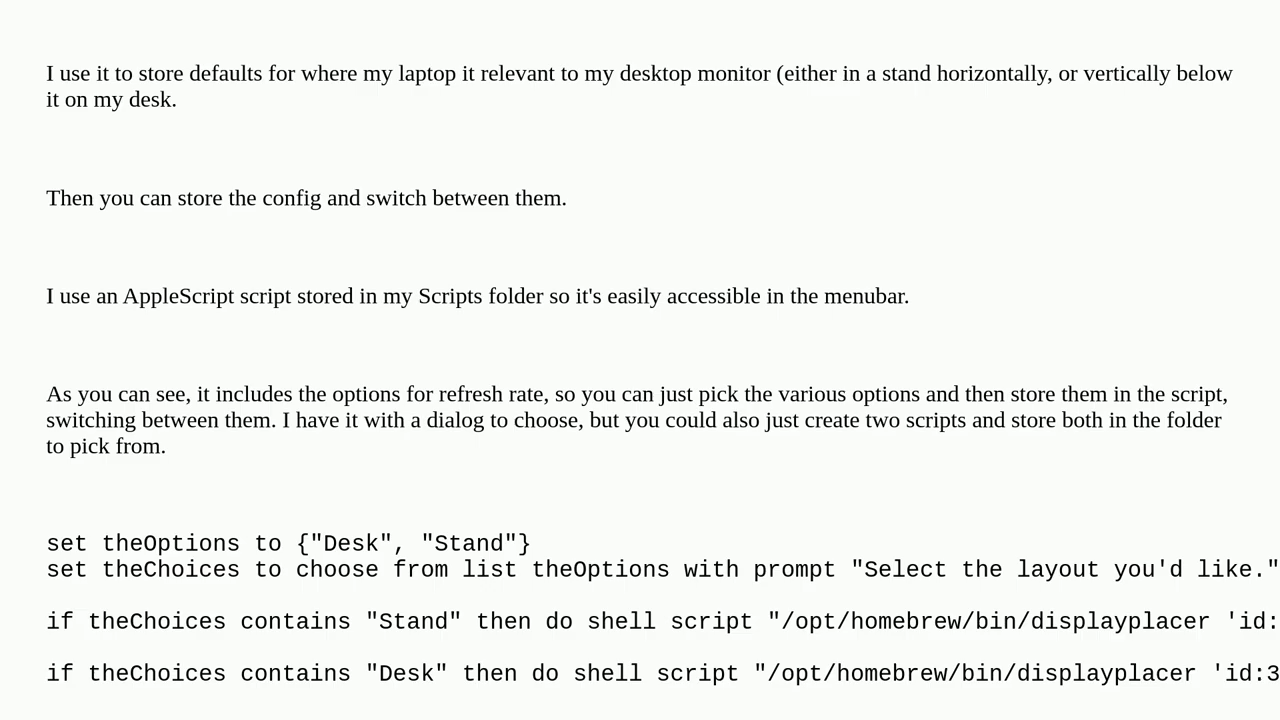 I use it to store defaults for where my laptop it relevant to my desktop monitor (either in a stand horizontally, or vertically below
it on my desk.
Then you can store the config and switch between them.
I use an AppleScript script stored in my Scripts folder so it's easily accessible in the menubar.
As you can see, it includes the options for refresh rate, so you can just pick the various options and then store them in the script,
switching between them. I have it with a dialog to choose, but you could also just create two scripts and store both in the folder
to pick from.
set theOptions to {"Desk", "Stand"}
set theChoices to choose from list theOptions with prompt "Select the layout you'd like."
if theChoices contains "Stand" then do shell script "/opt/homebrew/bin/displayplacer 'id:
if theChoices contains "Desk" then do shell script "/opt/homebrew/bin/displayplacer 'id:3